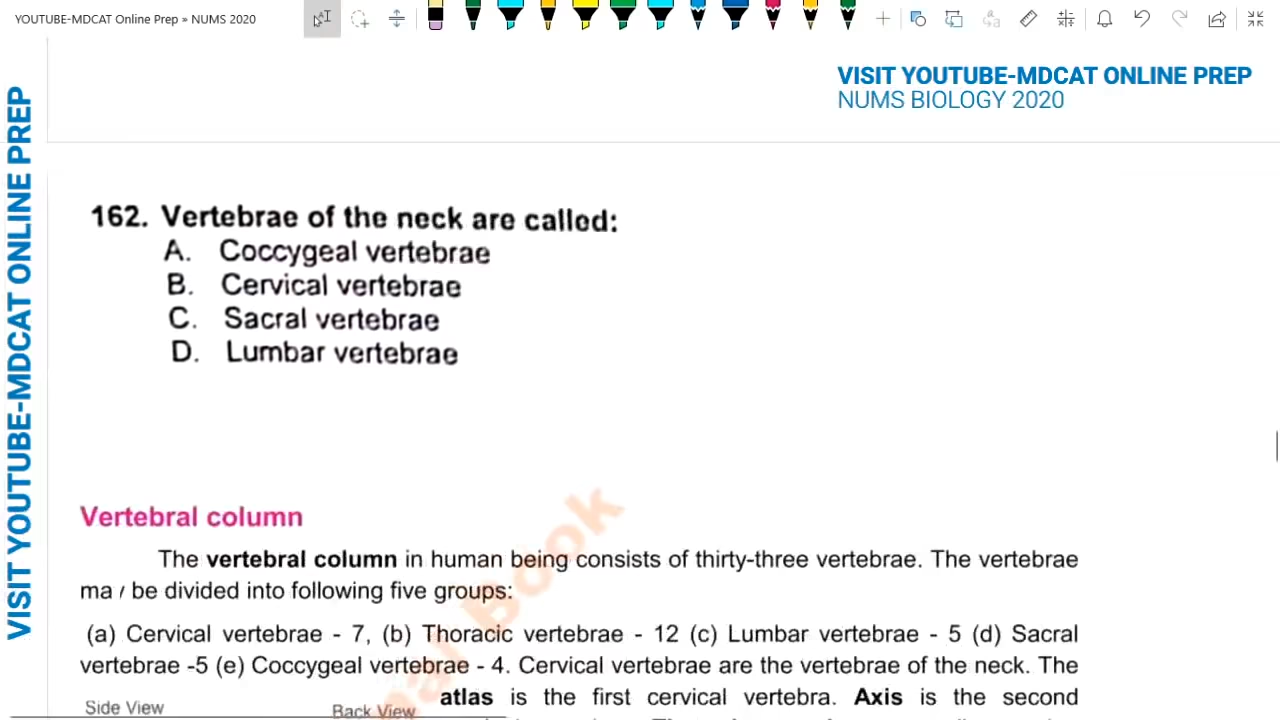 YOUTUBE-MDCAT Online Prep » NUMS 2020
VISIT YOUTUBE-MDCAT ONLINE PREP
NUMS BIOLOGY 2020
VISIT YOUTUBE-MDCAT ONLINE PREP
162. Vertebrae of the neck are called:
A. Coccygeal vertebrae
B. Cervical vertebrae
C. Sacral vertebrae
D. Lumbar vertebrae
Vertebral column
The vertebral column in human being consists of thirty-three vertebrae. The vertebrae
ma be divided into following five groups:
(a) Cervical vertebrae - 7, (b) Thoracic vertebrae - 12 (c) Lumbar vertebrae - 5 (d) Sacral
vertebrae -5 (e) Coccygeal vertebrae - 4. Cervical vertebrae are the vertebrae of the neck. The
atlas is the first cervical vertebra. Axis is the second
Side View
Back View
Book